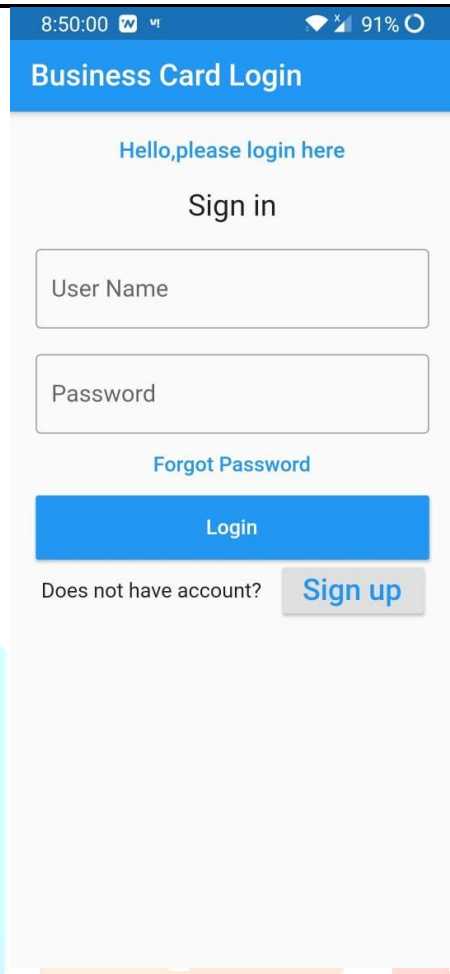 8:50:00 91%
Business Card Login
Hello,please login here
Sign in
User Name
Password
Forgot Password
Login
Does not have account? Sign up